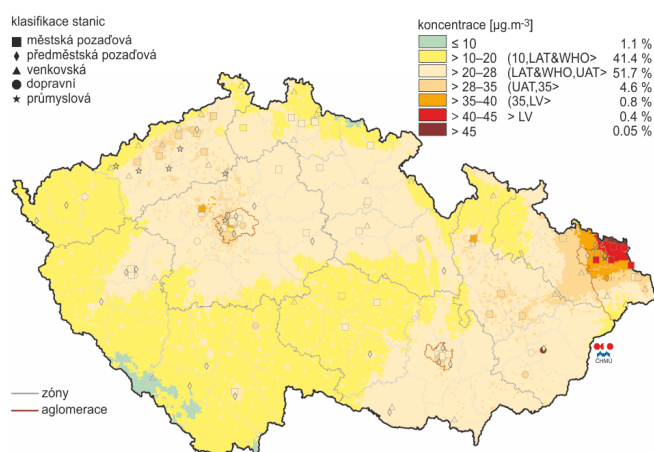 klasifikace stanic
městská pozaďová
předměstská pozaďová
venkovská
dopravní
průmyslová
koncentrace [µg.m⁻³]
≤ 10 1.1 %
> 10–20 (10,LAT&WHO> 41.4 %
> 20–28 (LAT&WHO,UAT> 51.7 %
> 28–35 (UAT,35> 4.6 %
> 35–40 (35,LV> 0.8 %
> 40–45 > LV 0.4 %
> 45 0.05 %
ČHMÚ
zóny
aglomerace